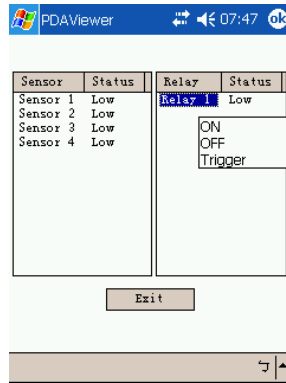 PDAViewer 07:47 ok
Sensor Status
Sensor 1 Low
Sensor 2 Low
Sensor 3 Low
Sensor 4 Low
Relay Status
Relay 1 Low
ON
OFF
Trigger
Exit